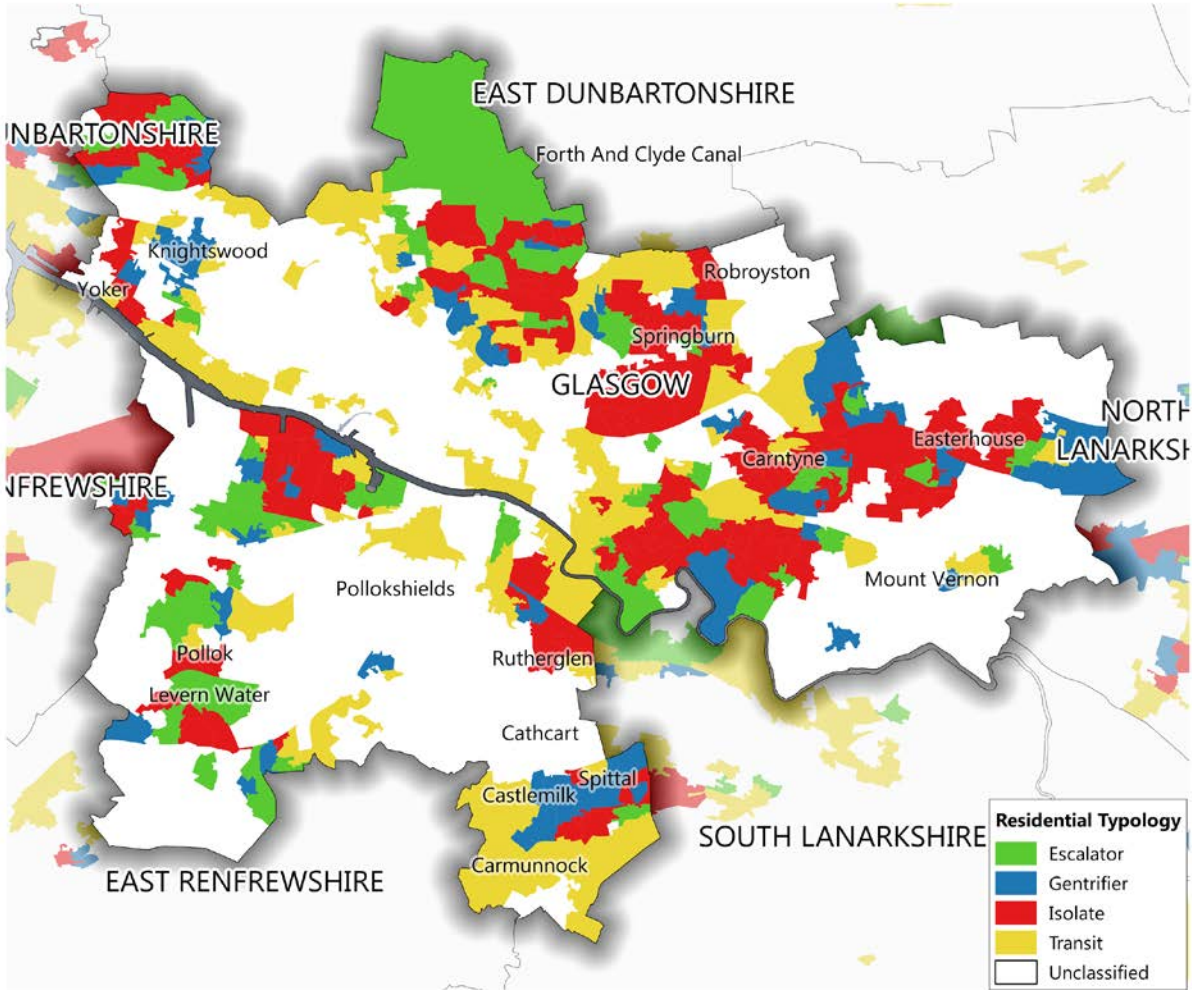 EAST DUNBARTONSHIRE
UNBARTONSHIRE
Forth And Clyde Canal
Knightswood
Robroyston
Yoker
Springburn
GLASGOW
NORTH
LANARKSH
Easterhouse
Carntyne
NFREWSHIRE
Mount Vernon
Pollokshields
Pollok
Rutherglen
Levern Water
Cathcart
Spittal
Castlemilk
Carmunnock
SOUTH LANARKSHIRE
EAST RENFREWSHIRE
Residential Typology
Escalator
Gentrifier
Isolate
Transit
Unclassified